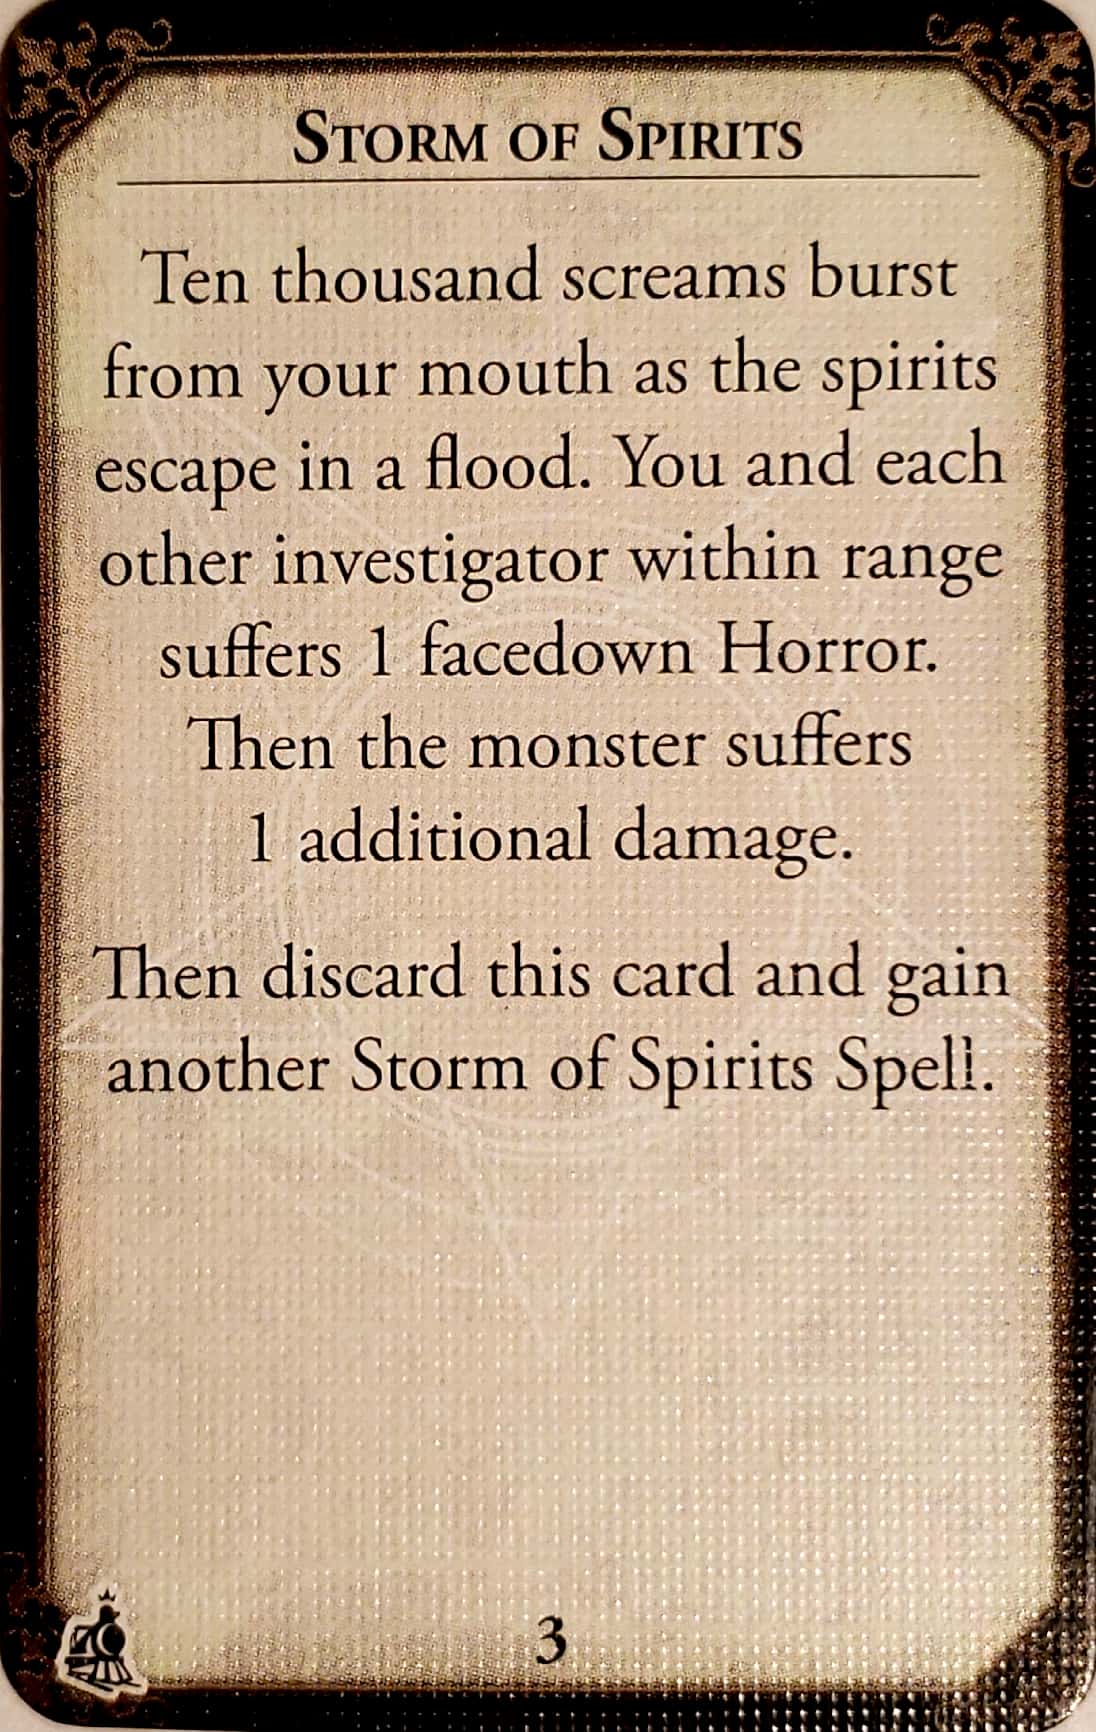 Storm of Spirits
Ten thousand screams burst
from your mouth as the spirits
escape in a flood. You and each
other investigator within range
suffers 1 facedown Horror.
Then the monster suffers
1 additional damage.
Then discard this card and gain
another Storm of Spirits Spell.
3